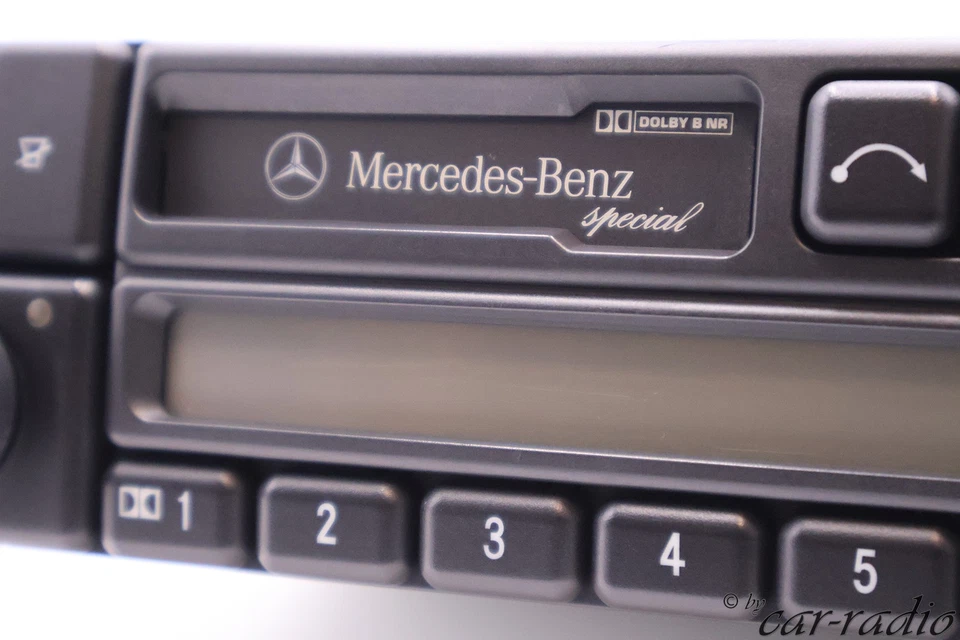 DOLBY B NR
Mercedes-Benz
special
1 2 3 4 5
© by
car-radio